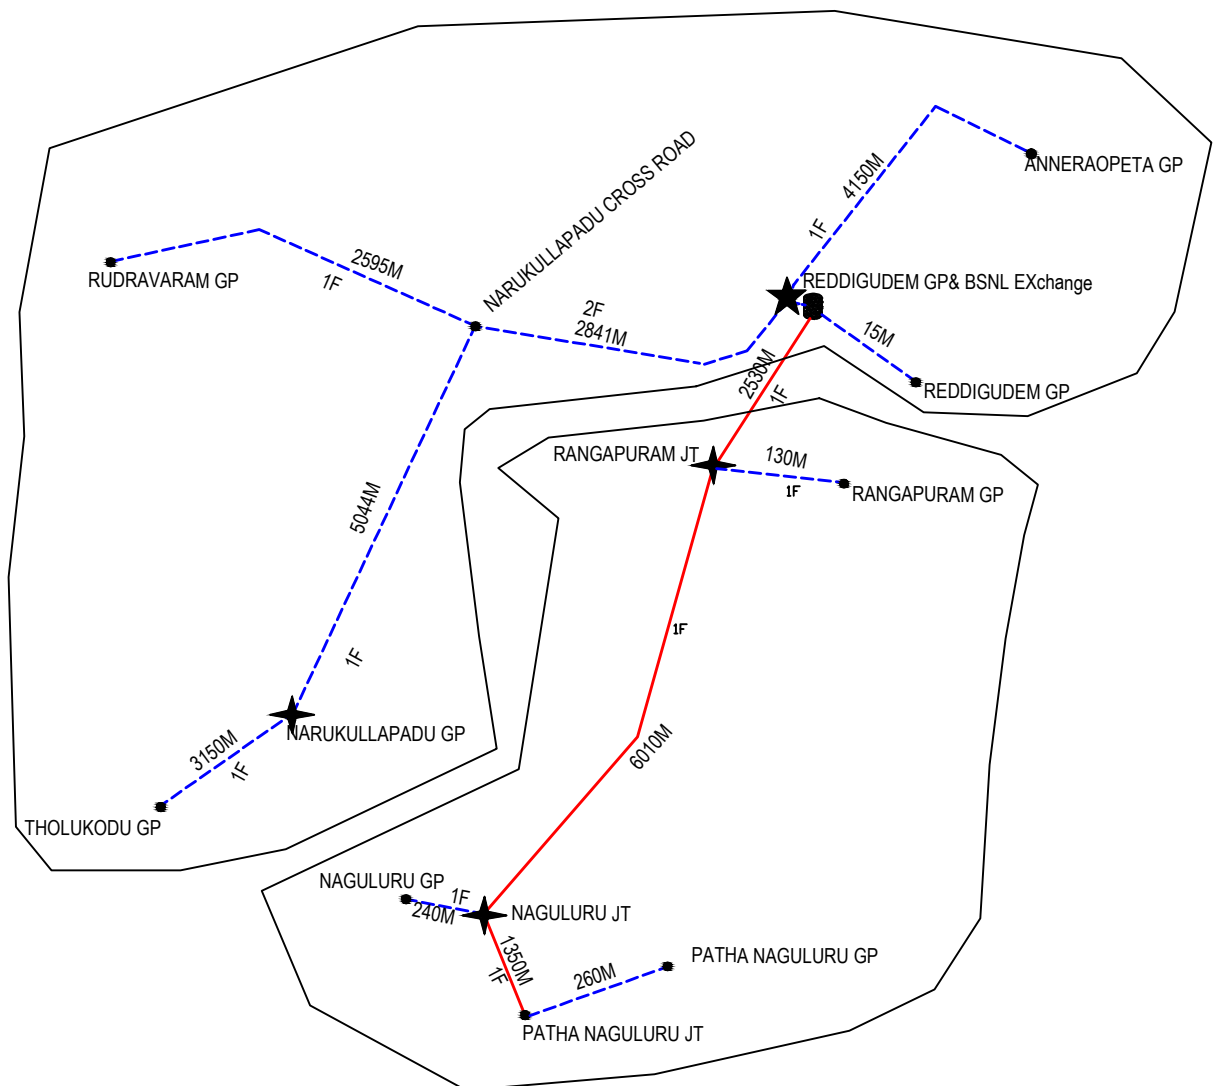 NARUKULLAPADU CROSS ROAD
4150M
ANNERAOPETA GP
1F
2595M
1F
RUDRAVARAM GP
REDDIGUDEM GP& BSNL EXchange
2F
2841M
15M
2530M
1F
REDDIGUDEM GP
RANGAPURAM JT
130M
1F
RANGAPURAM GP
5044M
1F
1F
NARUKULLAPADU GP
3150M
1F
6010M
THOLUKODU GP
NAGULURU GP
1F
240M
NAGULURU JT
1350M
1F
PATHA NAGULURU GP
260M
PATHA NAGULURU JT